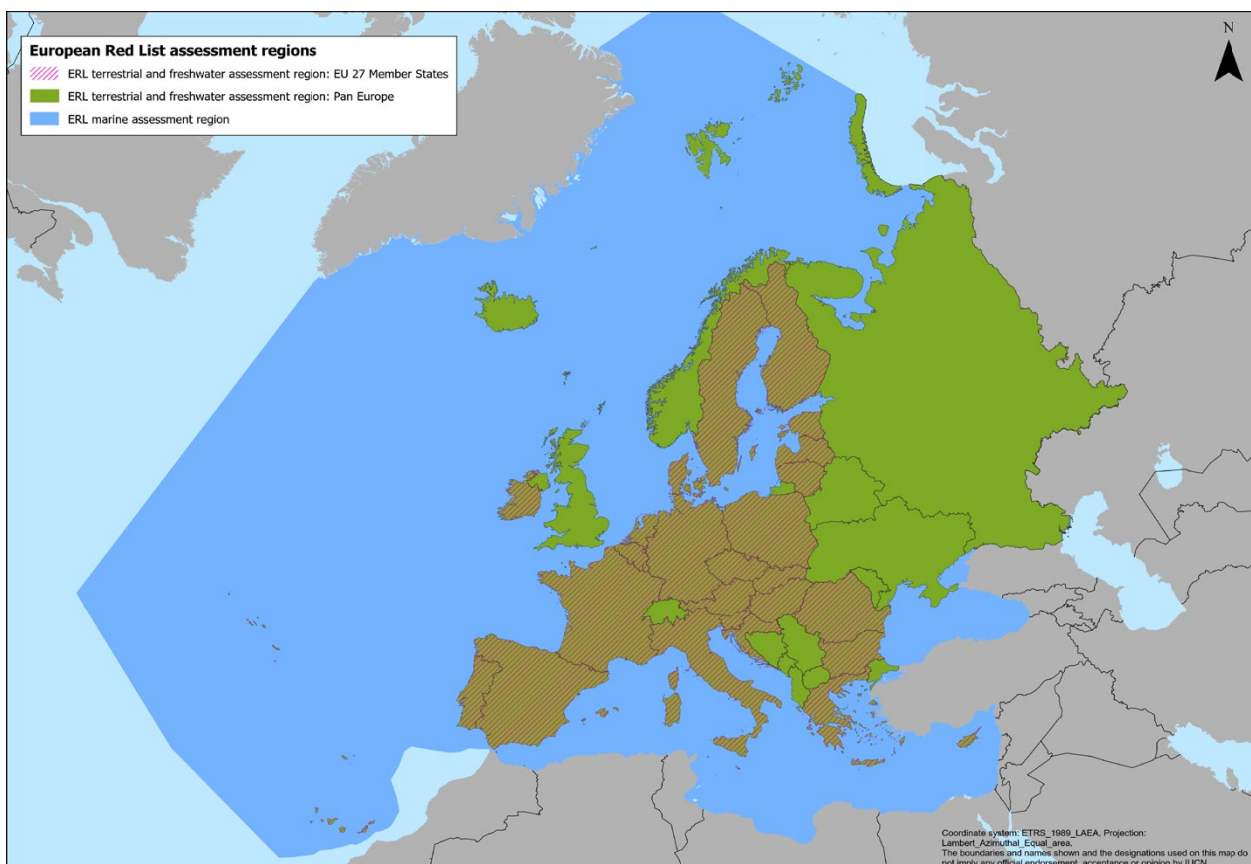 European Red List assessment regions
ERL terrestrial and freshwater assessment region: EU 27 Member States
ERL terrestrial and freshwater assessment region: Pan Europe
ERL marine assessment region
N
Coordinate system: ETRS_1989_LAEA, Projection:
Lambert_Azimuthal_Equal_area.
The boundaries and names shown and the designations used on this map do
not imply any official endorsement, acceptance or opinion by IUCN